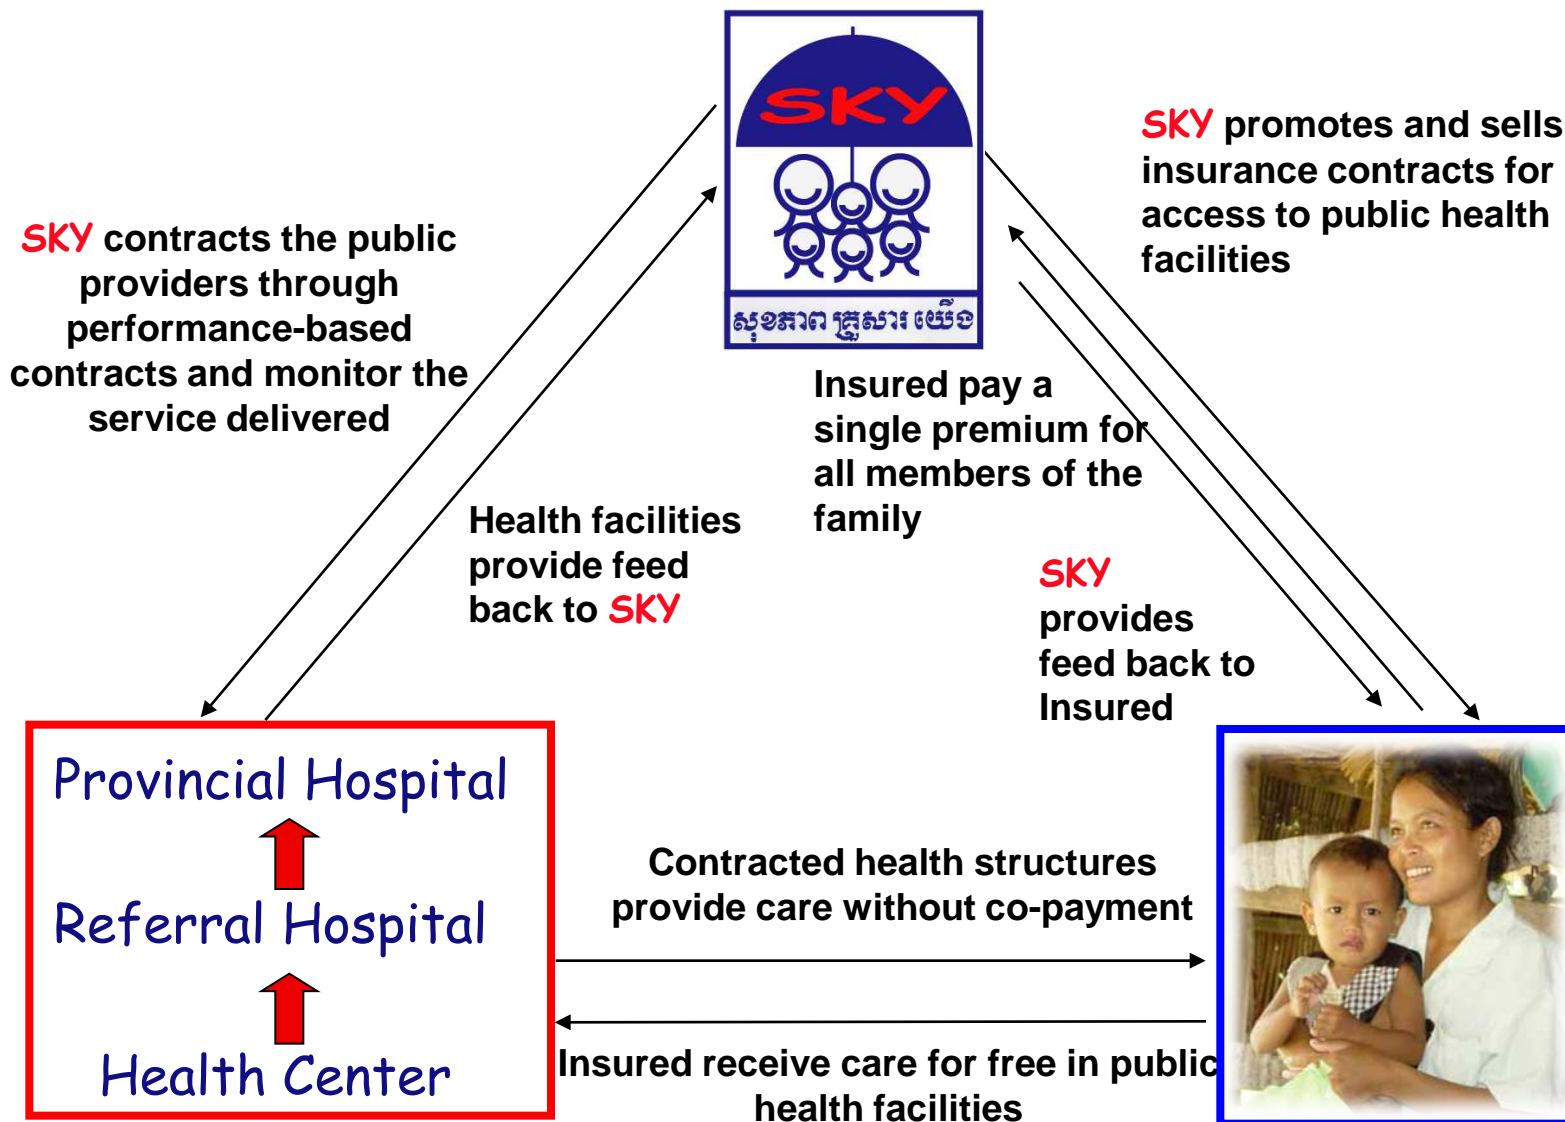 SKY
សុខភាព គ្រួសារ យើង
SKY promotes and sells
insurance contracts for
access to public health
facilities
SKY contracts the public
providers through
performance-based
contracts and monitor the
service delivered
Insured pay a
single premium for
all members of the
family
Health facilities
provide feed
back to SKY
SKY
provides
feed back to
Insured
Provincial Hospital
Referral Hospital
Health Center
Contracted health structures
provide care without co-payment
Insured receive care for free in public
health facilities